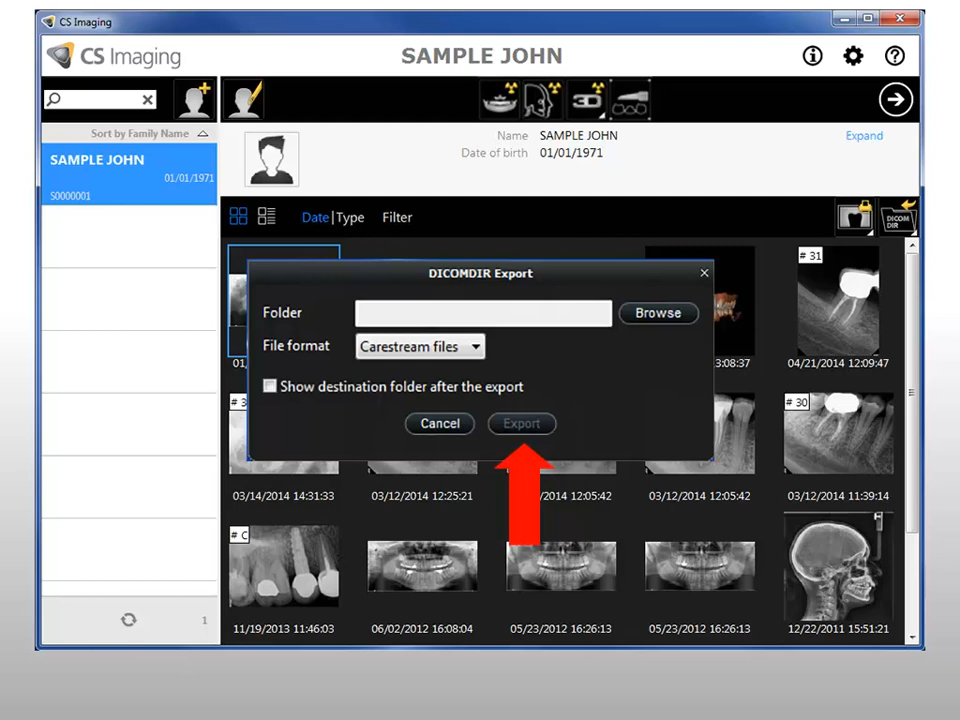 CS Imaging
CS Imaging
SAMPLE JOHN
3D
Sort by Family Name
Name SAMPLE JOHN
Expand
Date of birth 01/01/1971
SAMPLE JOHN
01/01/1971
S0000001
Date|Type Filter
DICOM
DIR
DICOMDIR Export
Folder Browse
File format Carestream files
Show destination folder after the export
Cancel Export
# 31
04/21/2014 12:09:47
# 30
03/14/2014 14:31:33
03/12/2014 12:25:21
/2014 12:05:42
03/12/2014 12:05:42
03/12/2014 11:39:14
# C
11/19/2013 11:46:03
06/02/2012 16:08:04
05/23/2012 16:26:13
05/23/2012 16:26:13
12/22/2011 15:51:21
1